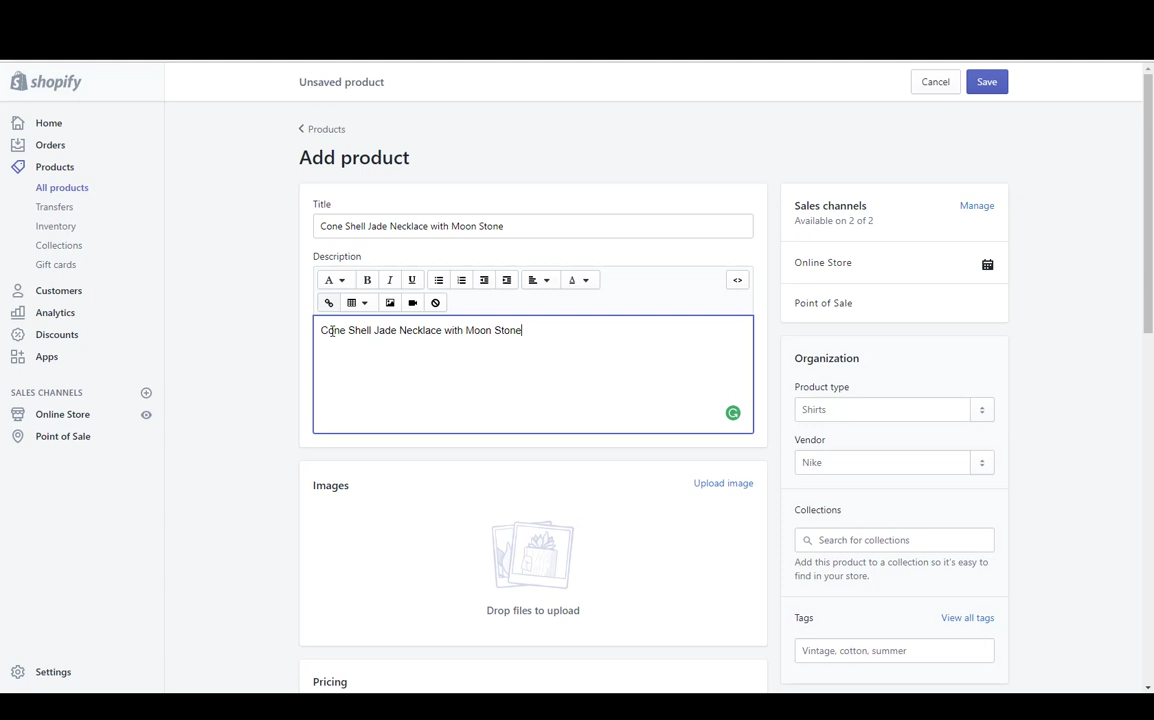 shopify
Unsaved product
Cancel
Save
Home
Orders
Products
All products
Transfers
Inventory
Collections
Gift cards
Customers
Analytics
Discounts
Apps
SALES CHANNELS
Online Store
Point of Sale
Settings
Products
Add product
Title
Cone Shell Jade Necklace with Moon Stone
Description
A B I U A <>
Cone Shell Jade Necklace with Moon Stone
Images
Upload image
Drop files to upload
Pricing
Sales channels
Manage
Available on 2 of 2
Online Store
Point of Sale
Organization
Product type
Shirts
Vendor
Nike
Collections
Search for collections
Add this product to a collection so it's easy to
find in your store.
Tags
View all tags
Vintage, cotton, summer